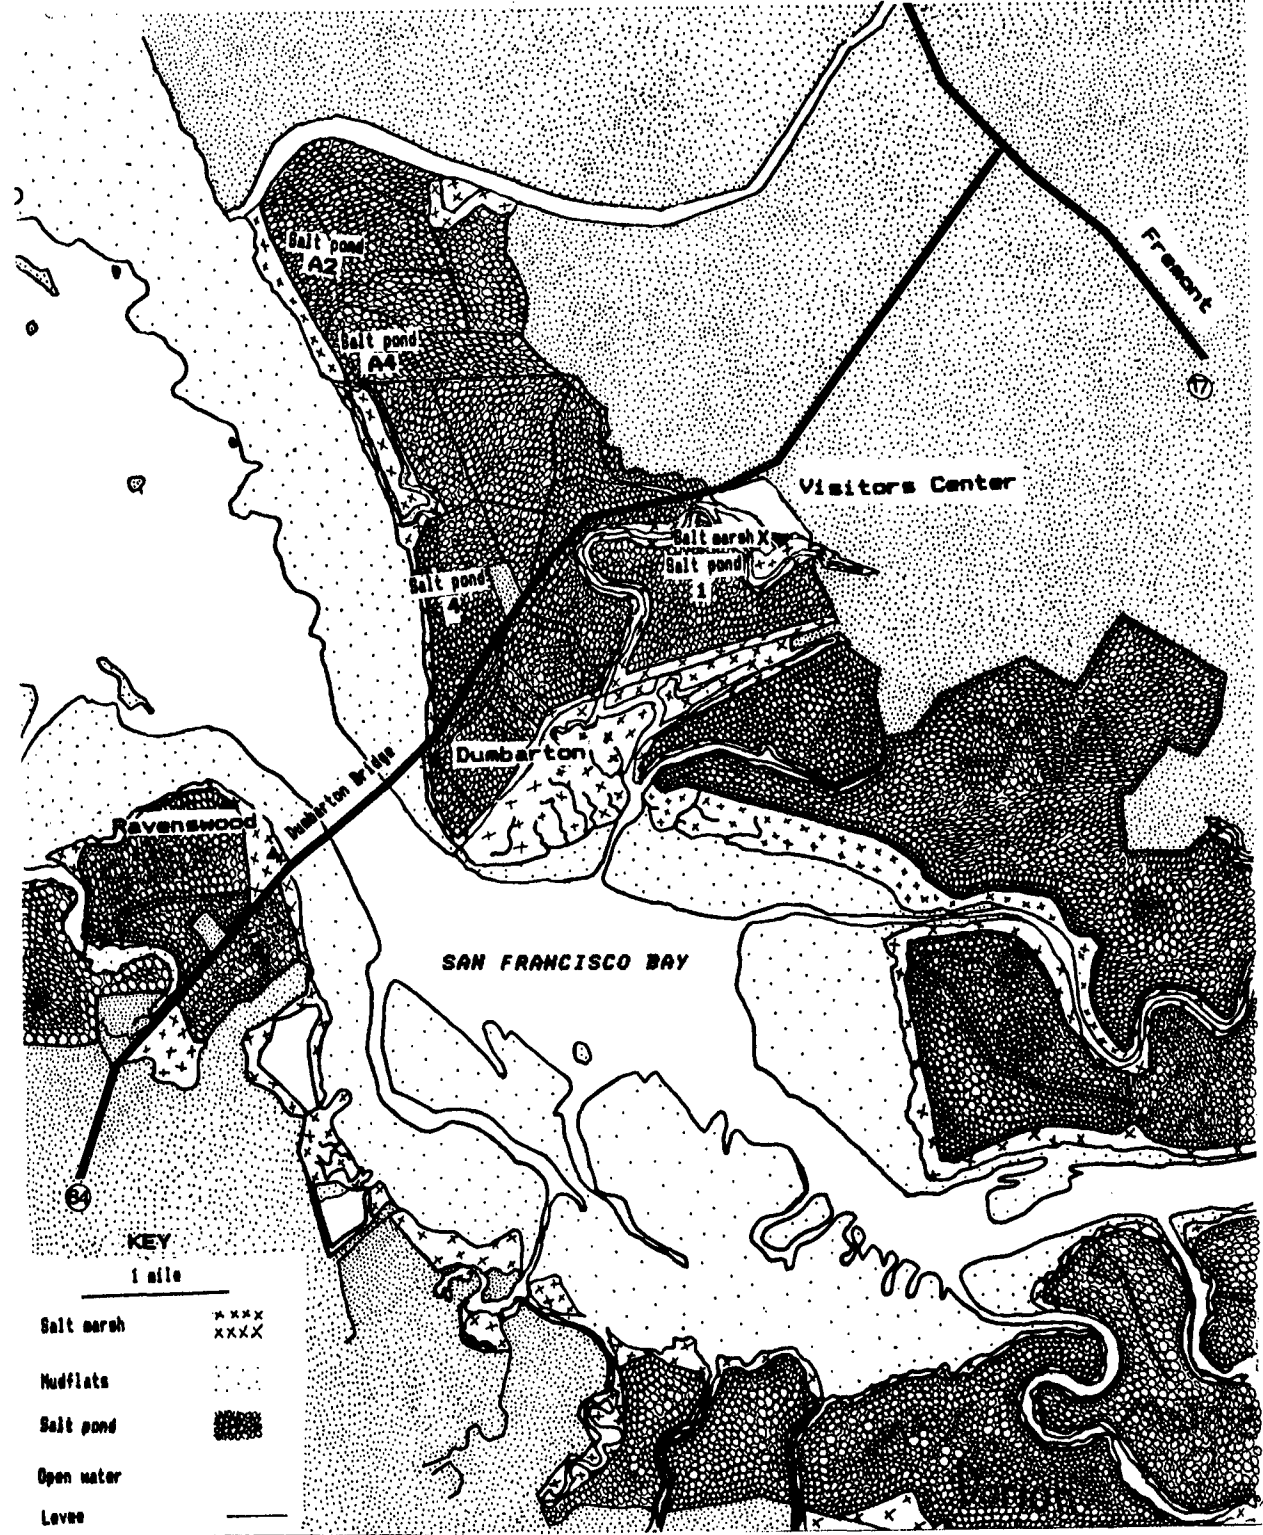 Salt pond
A2
Fremont
Salt pond
A4
17
Visitors Center
Salt marsh X
Salt pond
1
Salt pond
4
Dumbarton
Dumbarton Bridge
Ravenswood
SAN FRANCISCO BAY
84
KEY
1 mile
Salt marsh
Mudflats
Salt pond
Open water
Levee